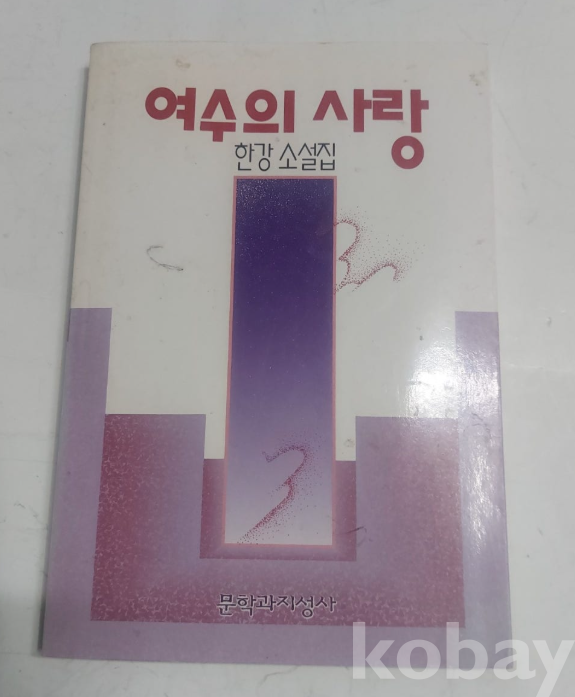 여수의 사랑
한강 소설집
문학과지성사
kobay